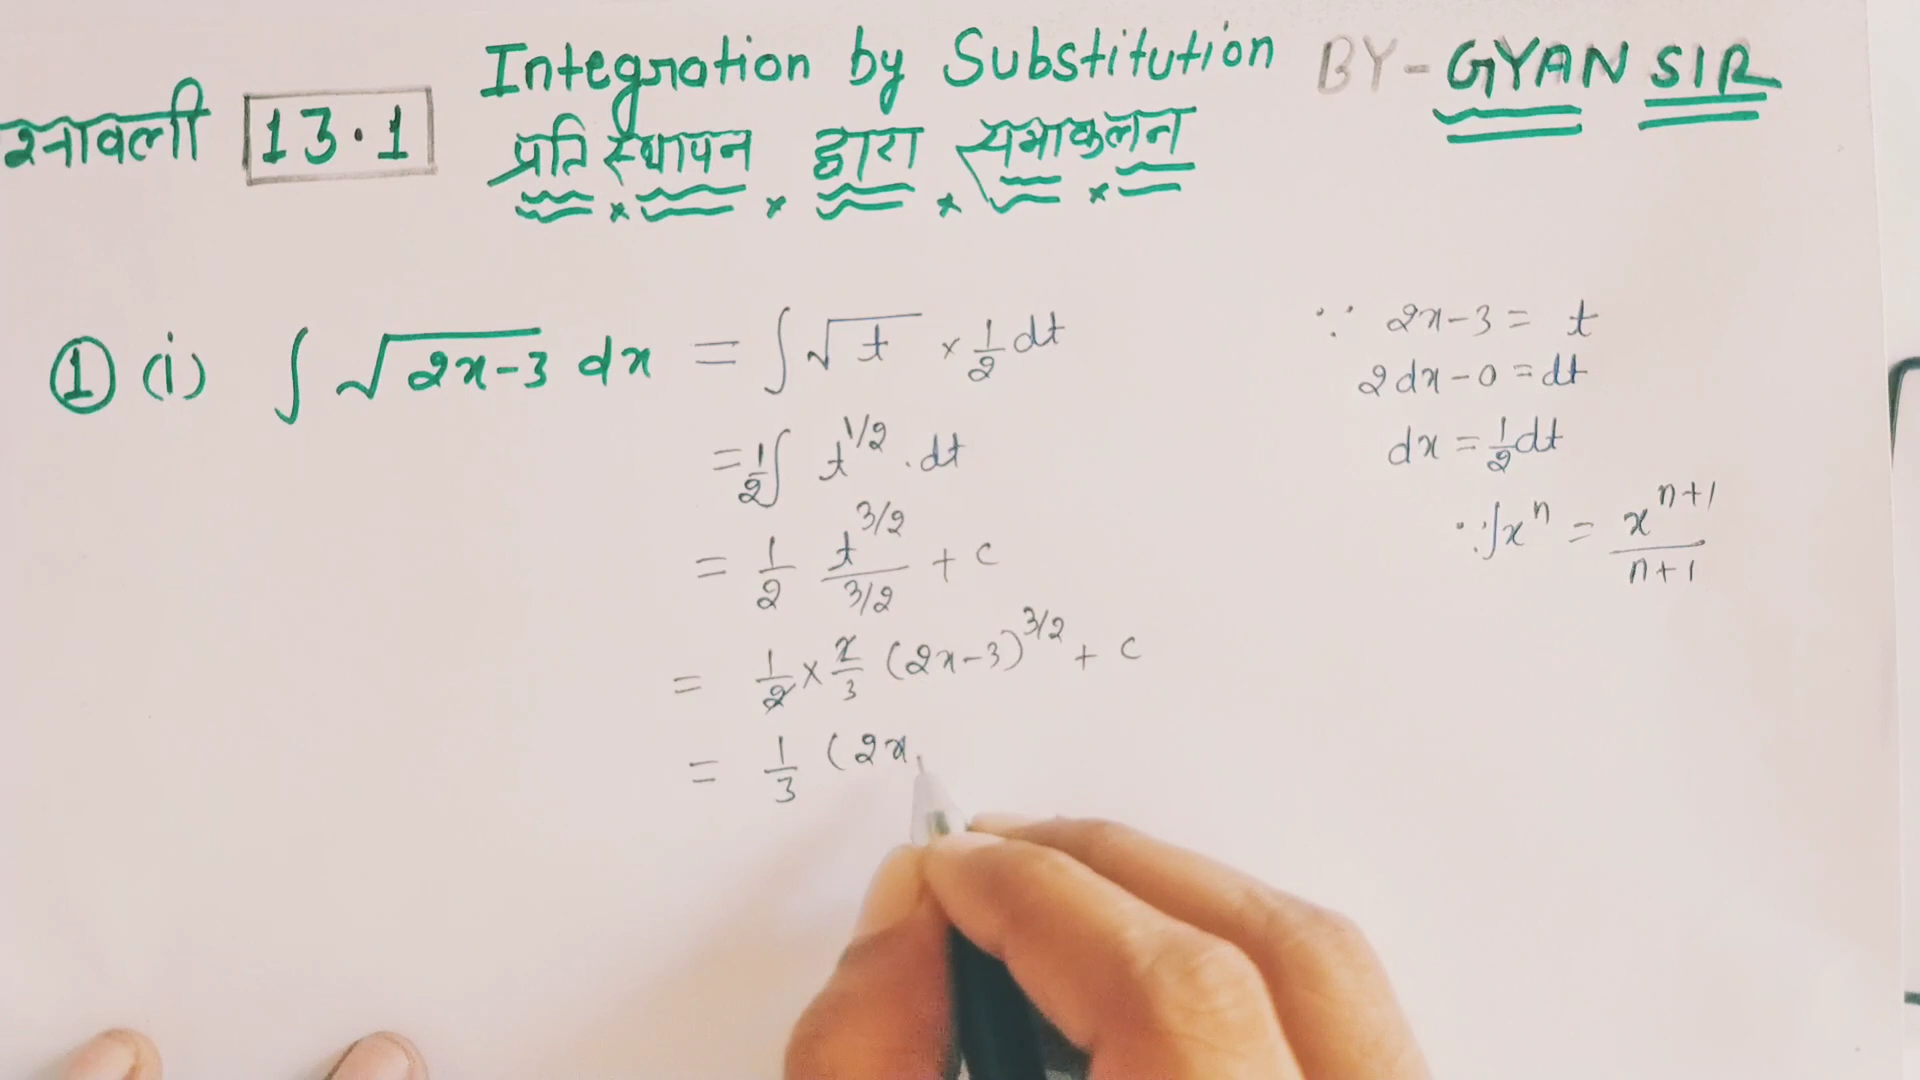 Integration by Substitution BY-GYAN SIR
श्नावली 13.1 प्रति स्थापन द्वारा समाकलन
① (i) ∫ √(2x-3) dx = ∫ √t × 1/2 dt
= 1/2 ∫ t^(1/2) . dt
= 1/2 t^(3/2)/(3/2) + c
= 1/2 × 2/3 (2x-3)^(3/2) + c
= 1/3 (2x
∵ 2x-3 = t
2dx-0 = dt
dx = 1/2 dt
∵ ∫x^n = x^(n+1)/(n+1)